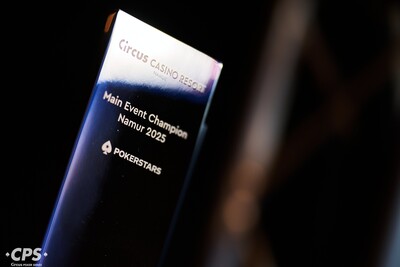 Circus CASINO RESORT
Main Event Champion
Namur 2025
POKERSTARS
CPS